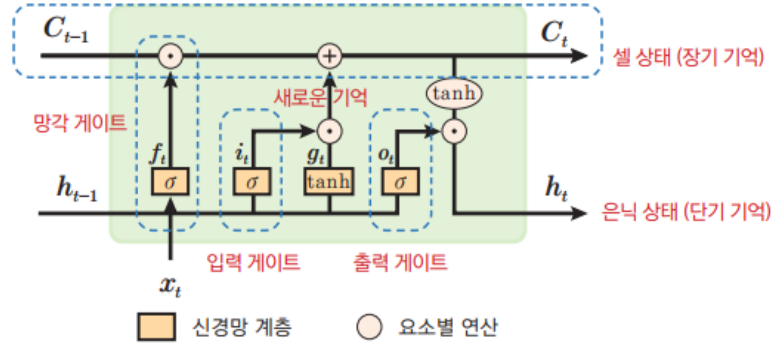 C_{t-1}
C_t
셀 상태 (장기 기억)
tanh
새로운 기억
망각 게이트
f_t
i_t
g_t
o_t
σ
σ
tanh
σ
h_{t-1}
h_t
은닉 상태 (단기 기억)
입력 게이트
출력 게이트
x_t
신경망 계층
요소별 연산